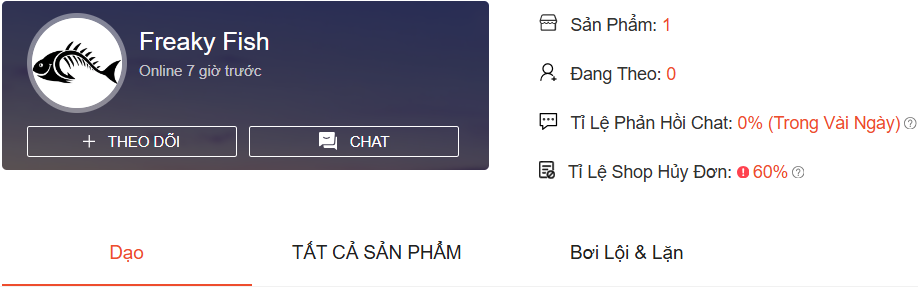 Freaky Fish
Online 7 giờ trước
THEO DÕI
CHAT
Sản Phẩm: 1
Đang Theo: 0
Tỉ Lệ Phản Hồi Chat: 0% (Trong Vài Ngày)
Tỉ Lệ Shop Hủy Đơn: 60%
Dạo
TẤT CẢ SẢN PHẨM
Bơi Lội & Lặn